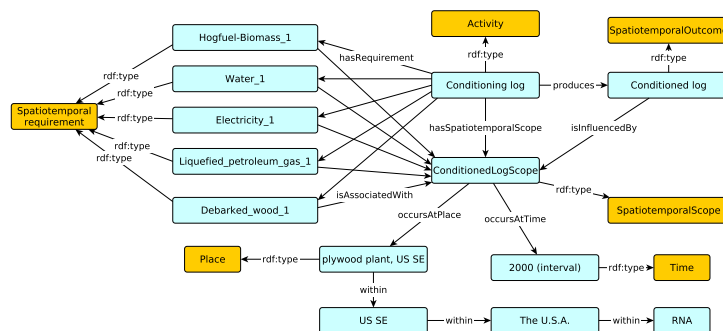 Activity
SpatiotemporalOutcome
Hogfuel-Biomass_1
hasRequirement
rdf:type
rdf:type
rdf:type
Water_1
Conditioning log
produces
Conditioned log
rdf:type
Spatiotemporal
requirement
rdf:type
Electricity_1
hasSpatiotemporalScope
isInfluencedBy
rdf:type
Liquefied_petroleum_gas_1
ConditionedLogScope
rdf:type
isAssociatedWith
rdf:type
Debarked_wood_1
SpatiotemporalScope
occursAtPlace
occursAtTime
Place
rdf:type
plywood plant, US SE
2000 (interval)
rdf:type
Time
within
US SE
within
The U.S.A.
within
RNA